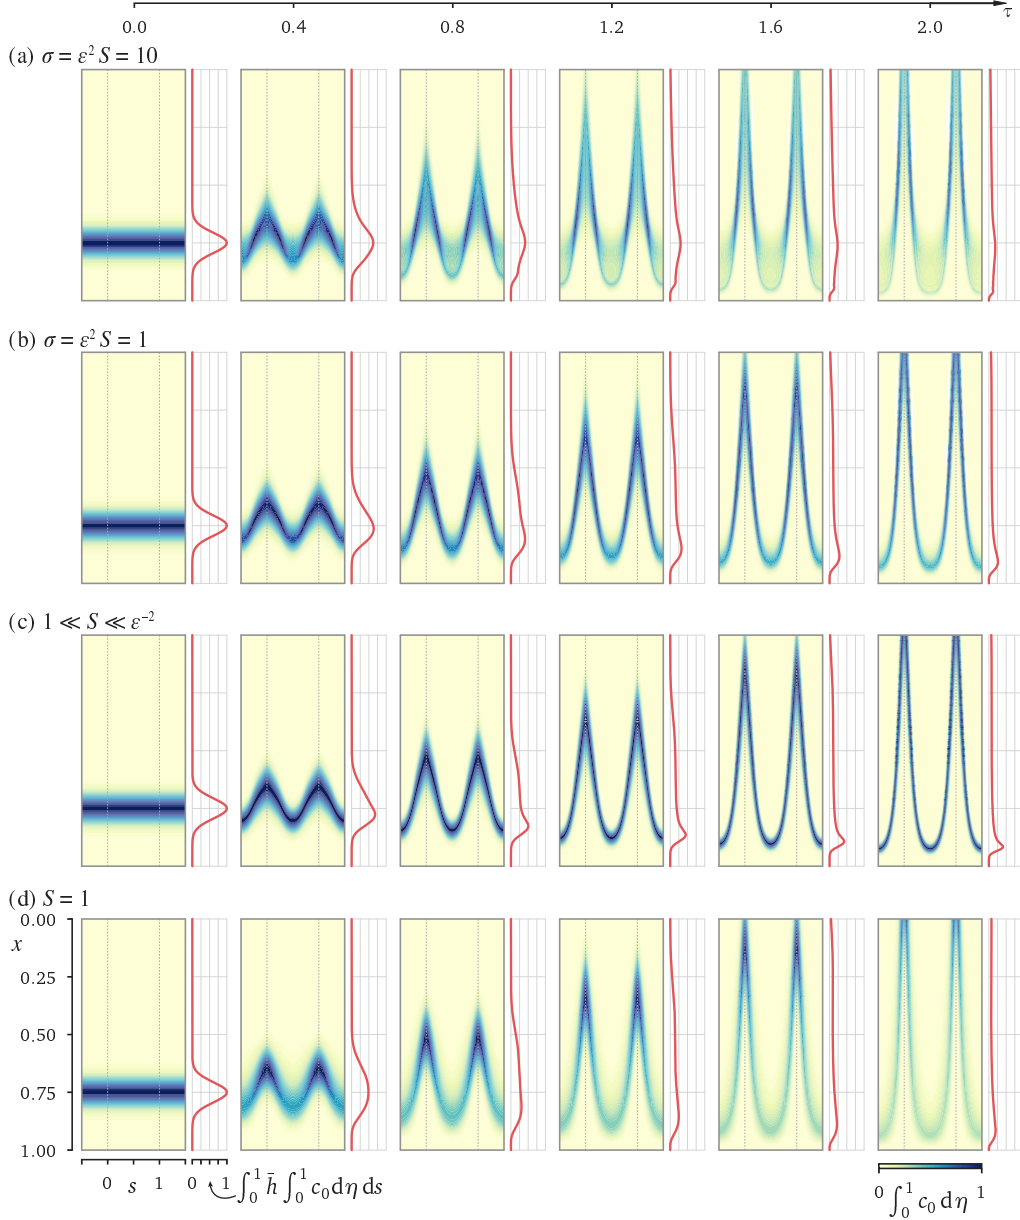 0.0 0.4 0.8 1.2 1.6 2.0 τ
(a) σ = ε² S = 10
(b) σ = ε² S = 1
(c) 1 ≪ S ≪ ε⁻²
(d) S = 1
0.00
x
0.25
0.50
0.75
1.00
0 s 1 0 1 ∫₀¹ h̄ ∫₀¹ c₀ dη ds
0 ∫₀¹ c₀ dη 1